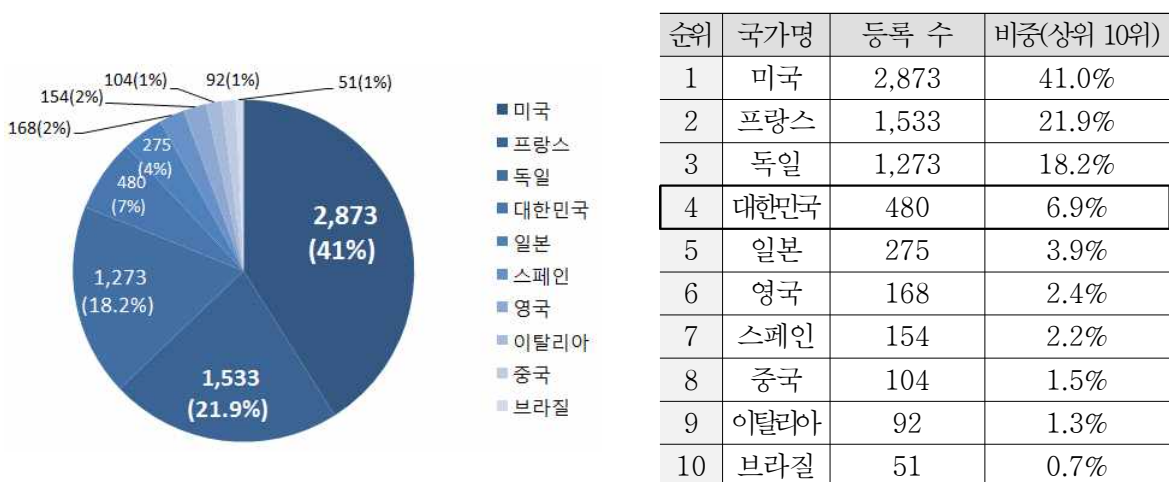 104(1%)
92(1%)
51(1%)
154(2%)
168(2%)
275
(4%)
480
(7%)
2,873
(41%)
1,273
(18.2%)
1,533
(21.9%)
미국
프랑스
독일
대한민국
일본
스페인
영국
이탈리아
중국
브라질
순위 국가명 등록 수 비중(상위 10위)
1 미국 2,873 41.0%
2 프랑스 1,533 21.9%
3 독일 1,273 18.2%
4 대한민국 480 6.9%
5 일본 275 3.9%
6 영국 168 2.4%
7 스페인 154 2.2%
8 중국 104 1.5%
9 이탈리아 92 1.3%
10 브라질 51 0.7%